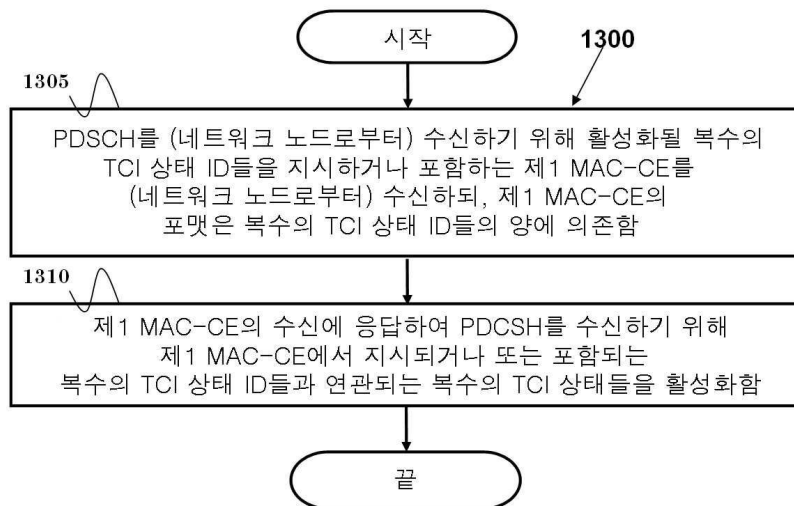 시작
1300
1305
PDSCH를 (네트워크 노드로부터) 수신하기 위해 활성화될 복수의
TCI 상태 ID들을 지시하거나 포함하는 제1 MAC-CE를
(네트워크 노드로부터) 수신하되, 제1 MAC-CE의
포맷은 복수의 TCI 상태 ID들의 양에 의존함
1310
제1 MAC-CE의 수신에 응답하여 PDCSH를 수신하기 위해
제1 MAC-CE에서 지시되거나 또는 포함되는
복수의 TCI 상태 ID들과 연관되는 복수의 TCI 상태들을 활성화함
끝